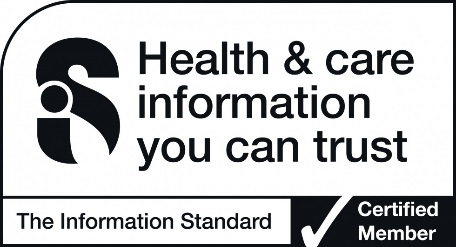 Health & care
information
you can trust
The Information Standard
Certified
Member